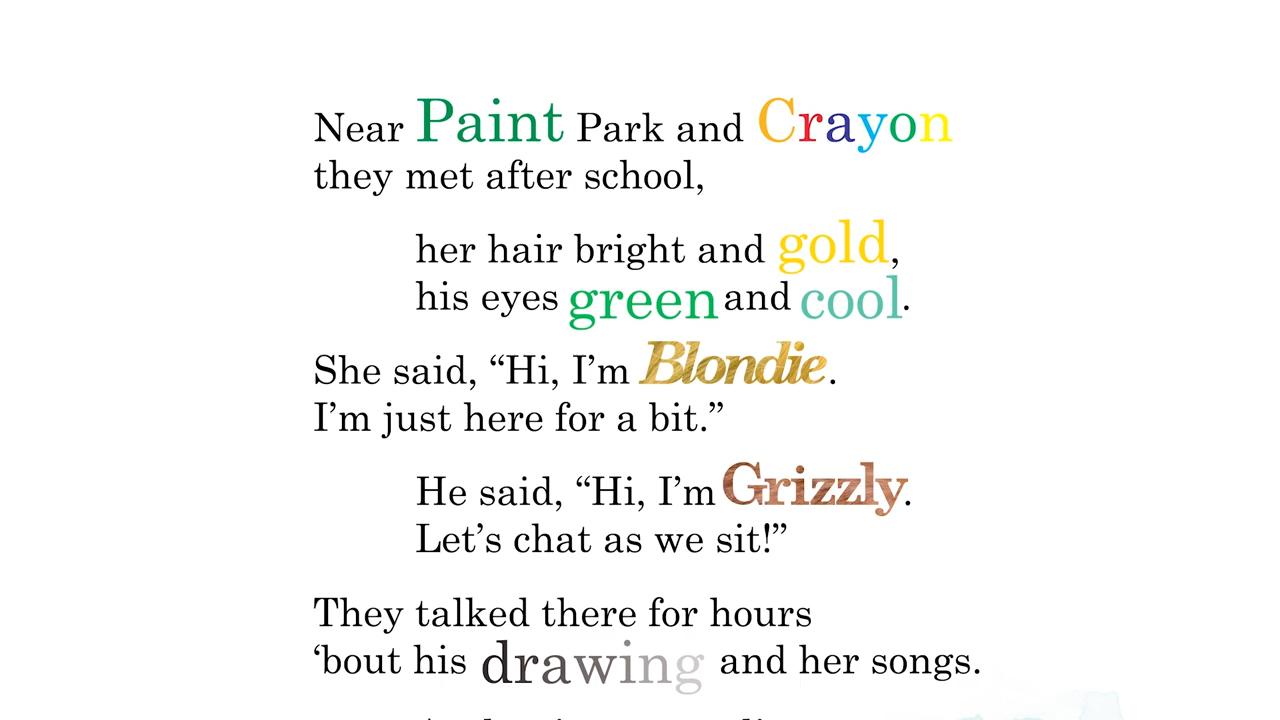 Near Paint Park and Crayon
they met after school,
her hair bright and gold,
his eyes green and cool.
She said, “Hi, I’m Blondie.
I’m just here for a bit.”
He said, “Hi, I’m Grizzly.
Let’s chat as we sit!”
They talked there for hours
‘bout his drawing and her songs.